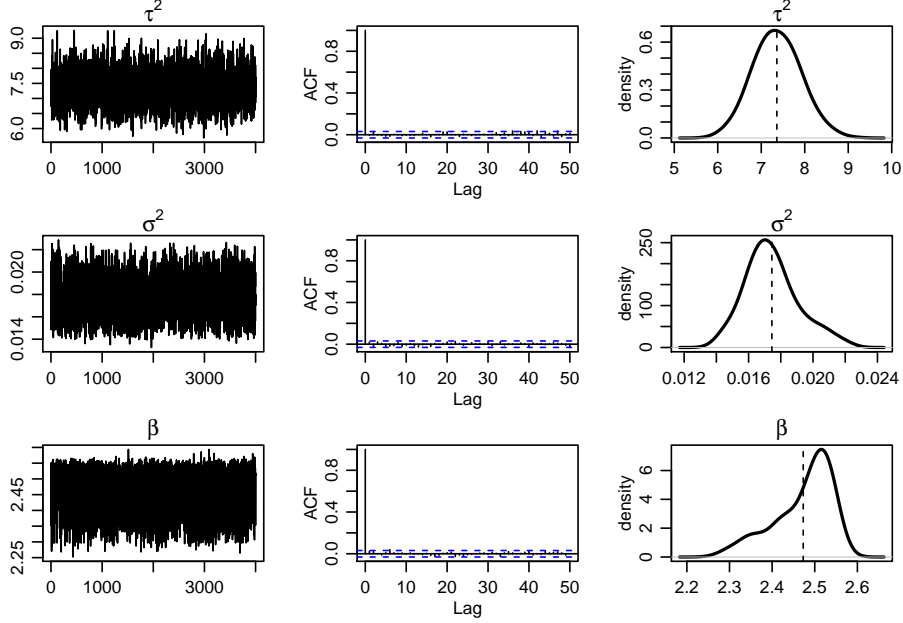 τ²
6.0 7.5 9.0
0 1000 3000
ACF
0.0 0.4 0.8
0 10 20 30 40 50
Lag
τ²
density
0.0 0.3 0.6
5 6 7 8 9 10
σ²
0.014 0.020
0 1000 3000
ACF
0.0 0.4 0.8
0 10 20 30 40 50
Lag
σ²
density
0 100 250
0.012 0.016 0.020 0.024
β
2.25 2.45
0 1000 3000
ACF
0.0 0.4 0.8
0 10 20 30 40 50
Lag
β
density
0 2 4 6
2.2 2.3 2.4 2.5 2.6